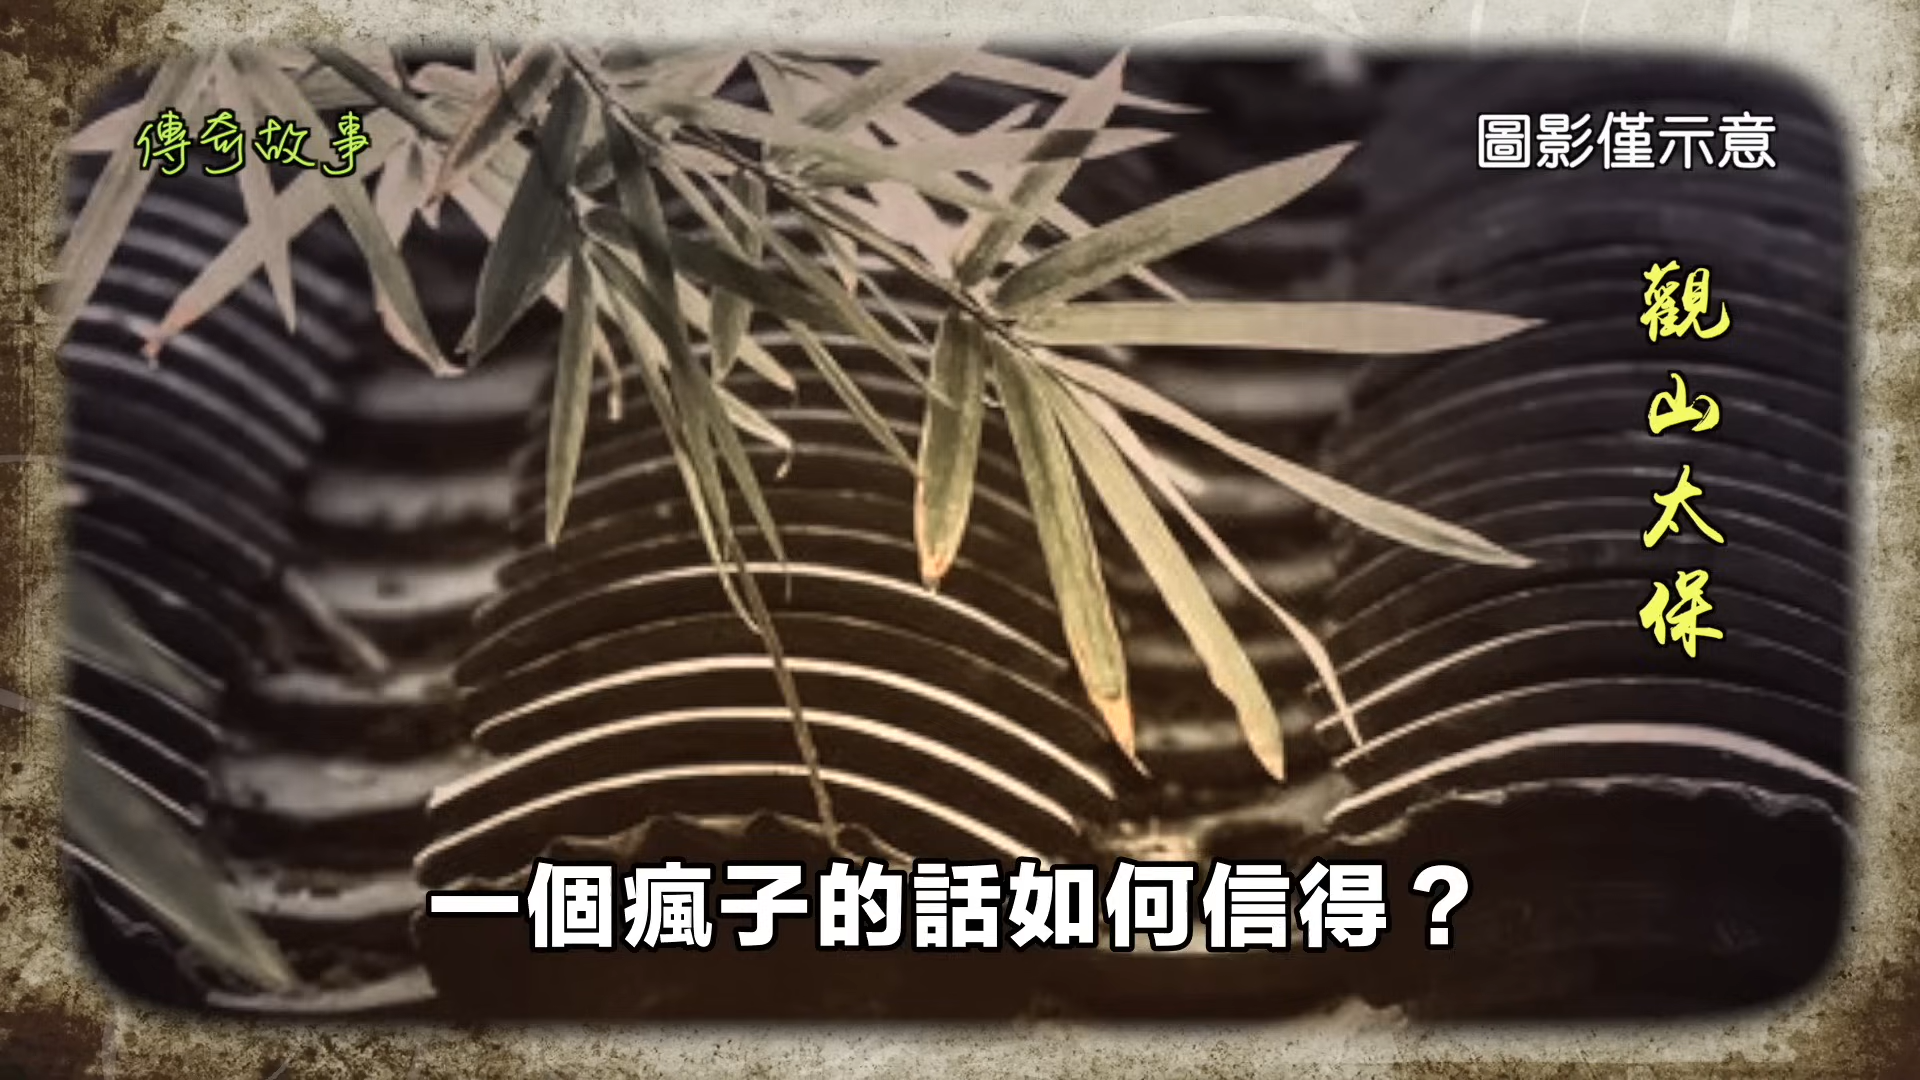 傳奇故事
圖影僅示意
觀山太保
一個瘋子的話如何信得？